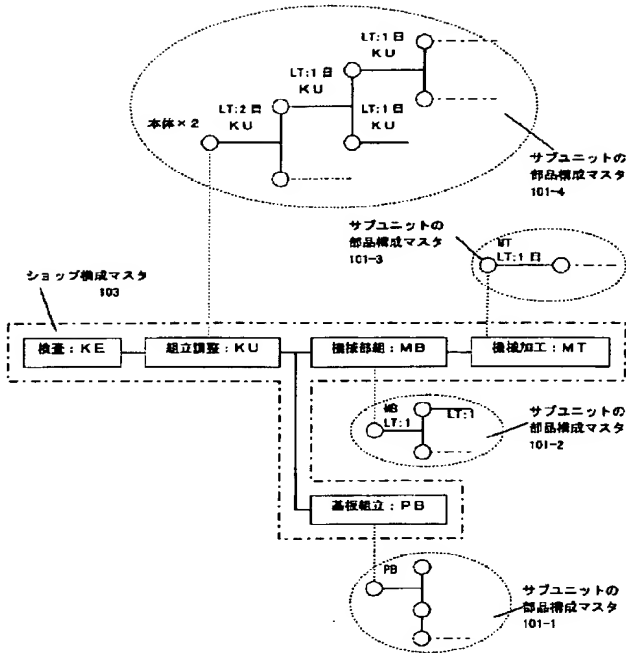 LT:1日
KU
LT:1日
KU
LT:2日
KU
LT:1日
KU
本体×2
サブユニットの
部品構成マスタ
101-4
サブユニットの
部品構成マスタ
101-3
MT
LT:1日
ショップ構成マスタ
103
検査:KE
組立調整:KU
機械部組:MB
機械加工:MT
MB
LT:1
LT:1
サブユニットの
部品構成マスタ
101-2
基板組立:PB
PB
サブユニットの
部品構成マスタ
101-1